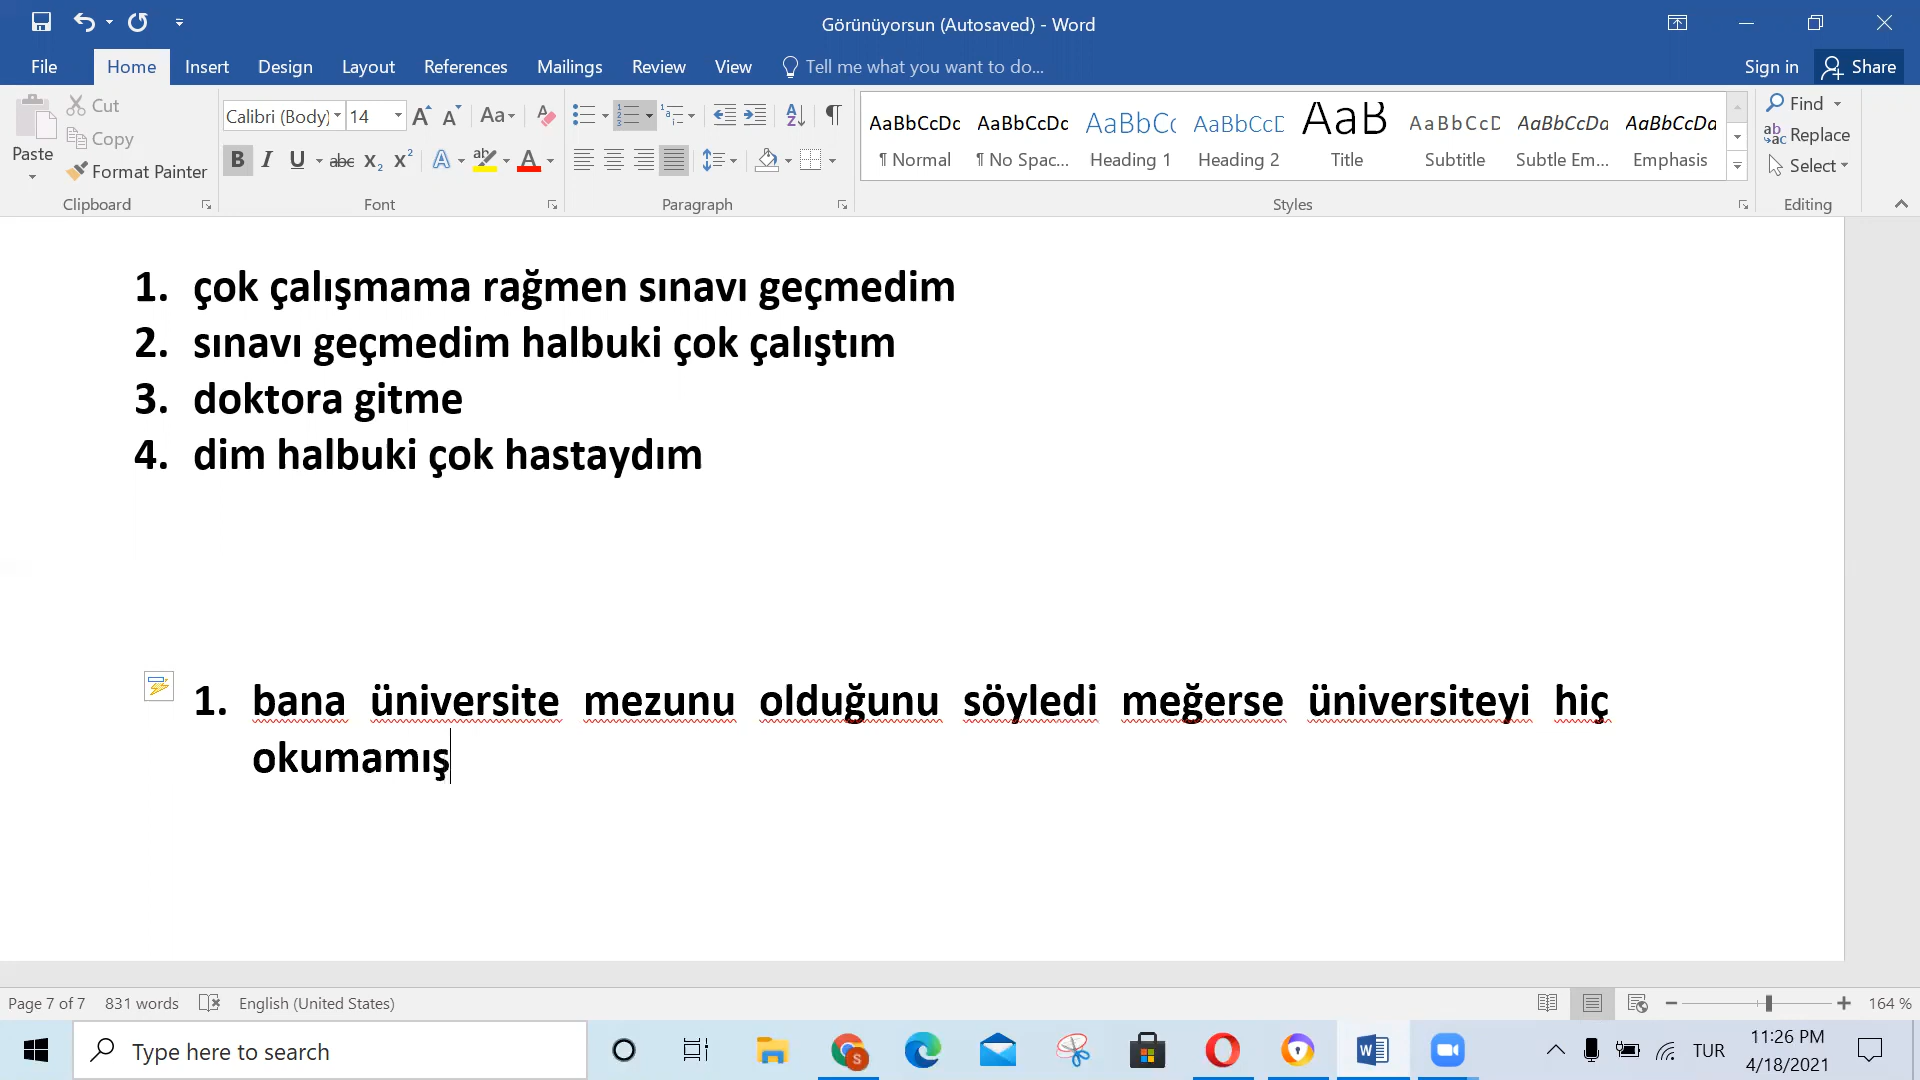 Görünüyorsun (Autosaved) - Word
File Home Insert Design Layout References Mailings Review View Tell me what you want to do... Sign in Share
Paste Cut Copy Format Painter
Clipboard
Calibri (Body) 14
Font
Paragraph
AaBbCcDc AaBbCcDc AaBbCc AaBbCcD AaB AaBbCcD AaBbCcDa AaBbCcDa
¶ Normal ¶ No Spac... Heading 1 Heading 2 Title Subtitle Subtle Em... Emphasis
Styles
Find
Replace
Select
Editing
1. çok çalışmama rağmen sınavı geçmedim
2. sınavı geçmedim halbuki çok çalıştım
3. doktora gitme
4. dim halbuki çok hastaydım
1. bana üniversite mezunu olduğunu söyledi meğerse üniversiteyi hiç
okumamış
Page 7 of 7 831 words English (United States) 164 %
Type here to search
TUR
11:26 PM
4/18/2021